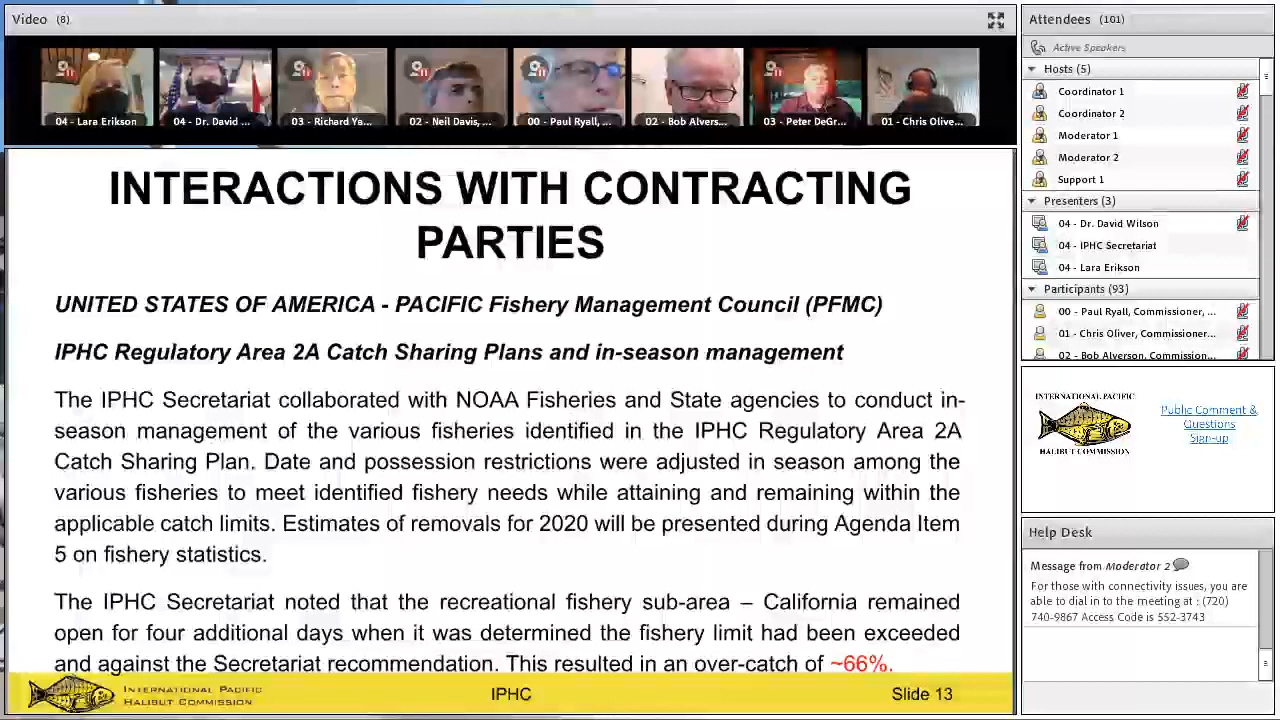 Video (8)
04 - Lara Erikson
04 - Dr. David ...
03 - Richard Ya...
02 - Neil Davis, ...
00 - Paul Ryall, ...
02 - Bob Alvers...
03 - Peter DeGr...
01 - Chris Olive...
INTERACTIONS WITH CONTRACTING
PARTIES
UNITED STATES OF AMERICA - PACIFIC Fishery Management Council (PFMC)
IPHC Regulatory Area 2A Catch Sharing Plans and in-season management
The IPHC Secretariat collaborated with NOAA Fisheries and State agencies to conduct in-
season management of the various fisheries identified in the IPHC Regulatory Area 2A
Catch Sharing Plan. Date and possession restrictions were adjusted in season among the
various fisheries to meet identified fishery needs while attaining and remaining within the
applicable catch limits. Estimates of removals for 2020 will be presented during Agenda Item
5 on fishery statistics.
The IPHC Secretariat noted that the recreational fishery sub-area – California remained
open for four additional days when it was determined the fishery limit had been exceeded
and against the Secretariat recommendation. This resulted in an over-catch of ~66%.
INTERNATIONAL PACIFIC
HALIBUT COMMISSION
IPHC
Slide 13
Attendees (101)
Active Speakers
Hosts (5)
Coordinator 1
Coordinator 2
Moderator 1
Moderator 2
Support 1
Presenters (3)
04 - Dr. David Wilson
04 - IPHC Secretariat
04 - Lara Erikson
Participants (93)
00 - Paul Ryall, Commissioner, ...
01 - Chris Oliver, Commissioner...
02 - Bob Alverson, Commission...
INTERNATIONAL PACIFIC
HALIBUT COMMISSION
Public Comment &
Questions
Sign-up
Help Desk
Message from Moderator 2
For those with connectivity issues, you are
able to dial in to the meeting at : (720)
740-9867 Access Code is 552-3743